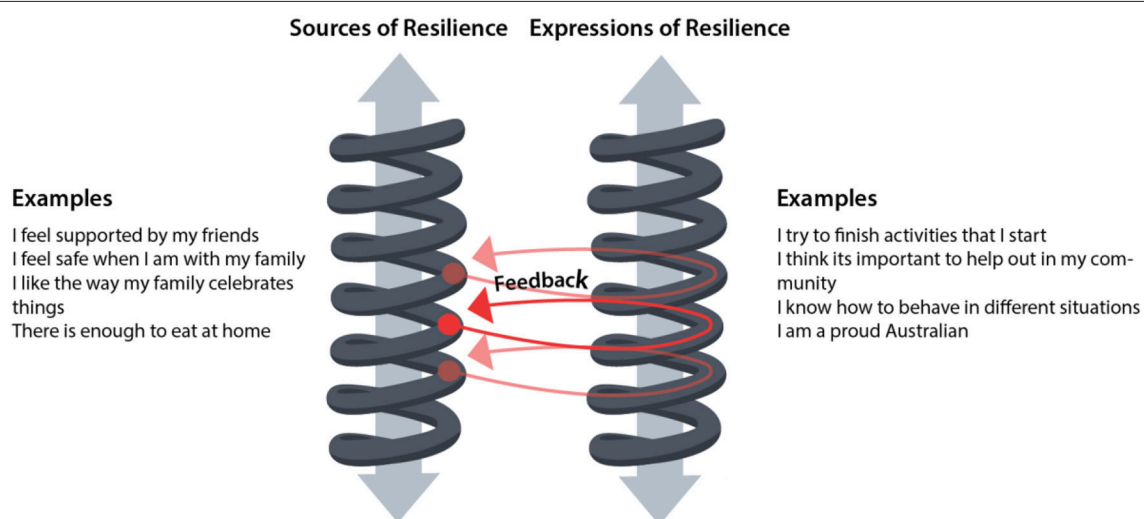 Sources of Resilience
Expressions of Resilience
Examples
I feel supported by my friends
I feel safe when I am with my family
I like the way my family celebrates
things
There is enough to eat at home
Feedback
Examples
I try to finish activities that I start
I think its important to help out in my com-
munity
I know how to behave in different situations
I am a proud Australian